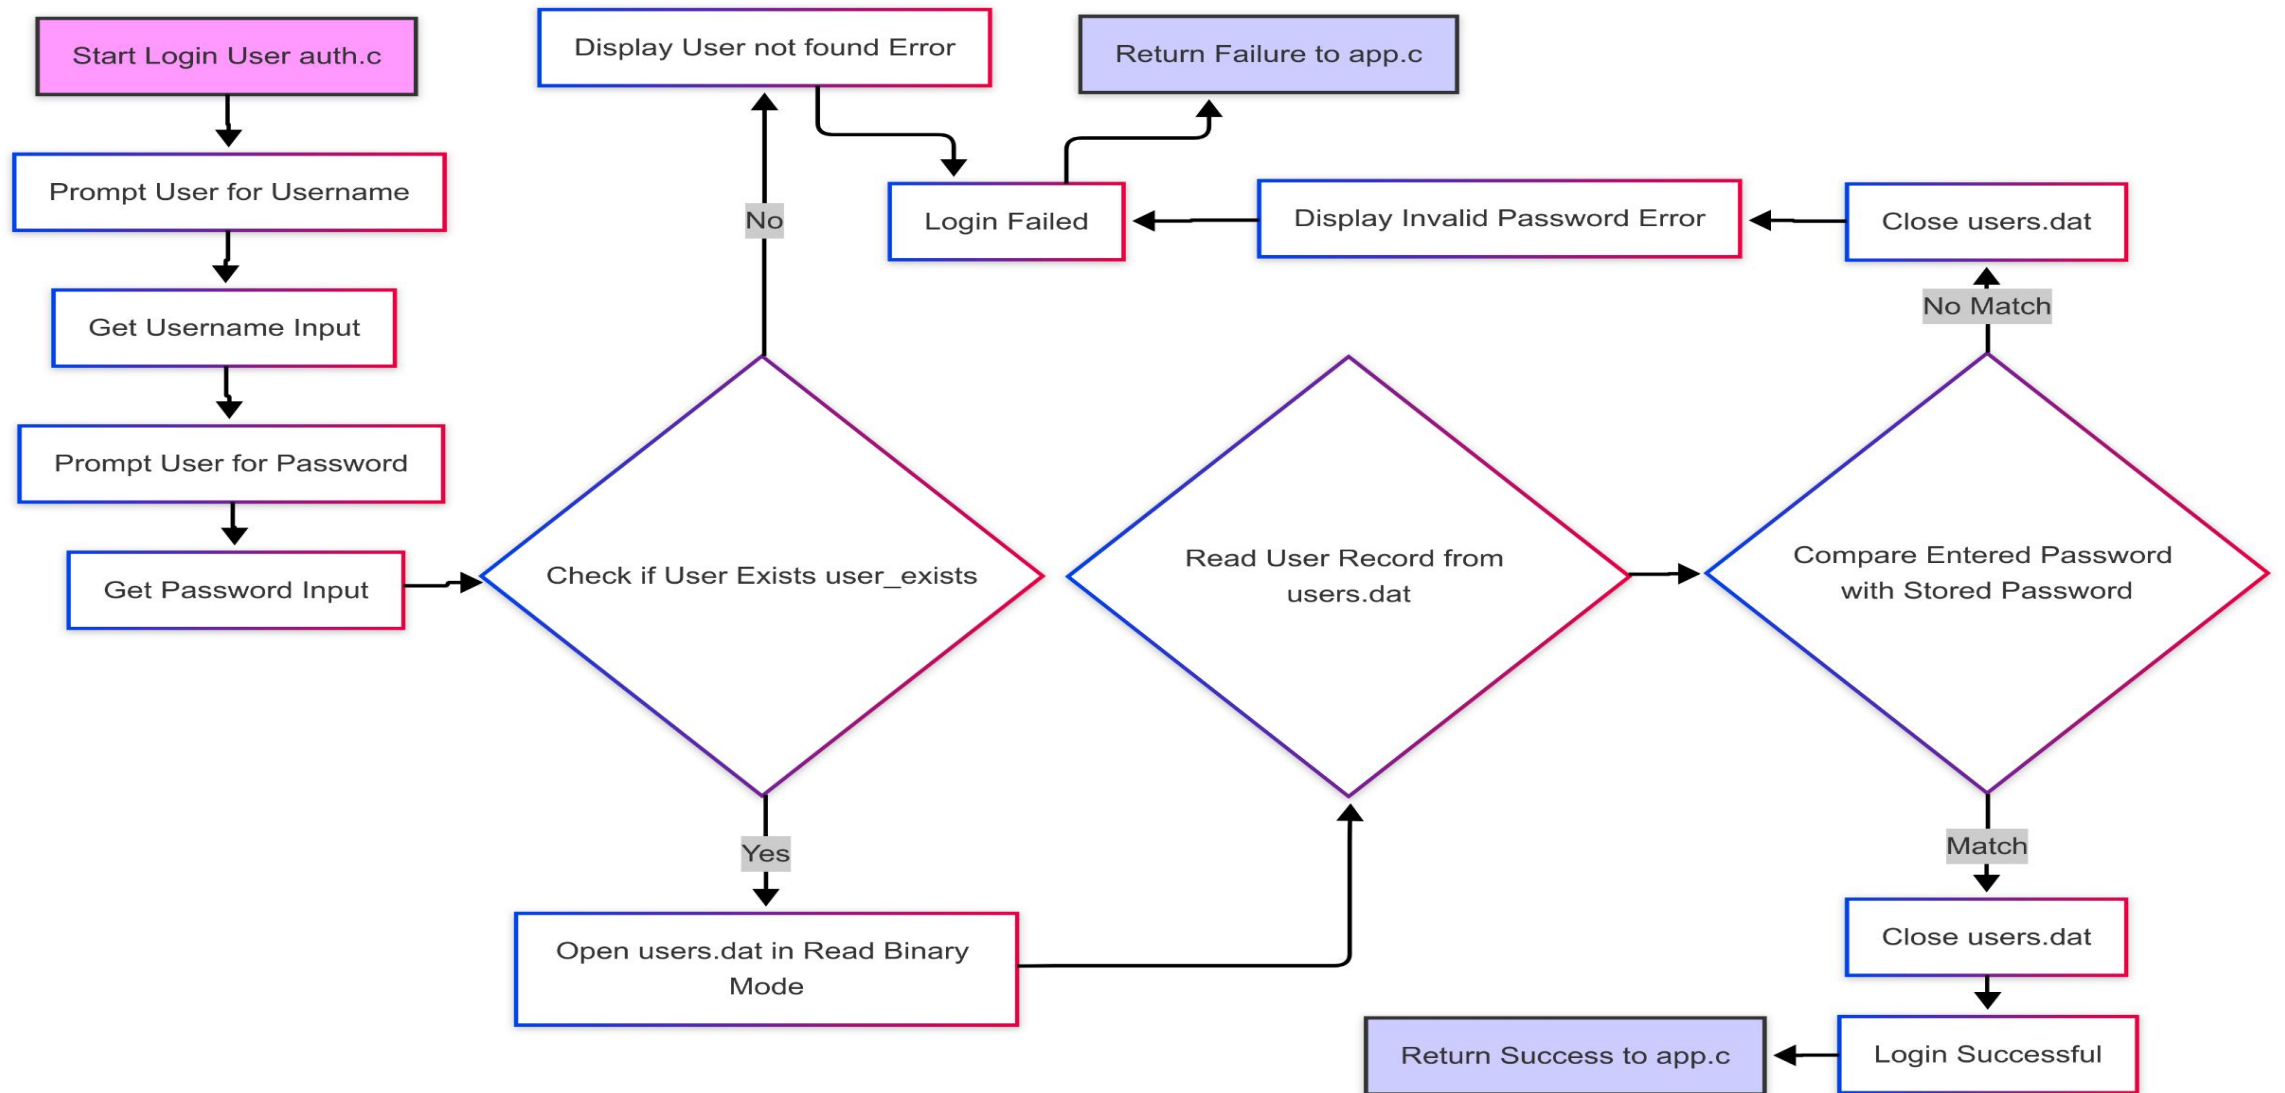 Start Login User auth.c
Prompt User for Username
Get Username Input
Prompt User for Password
Get Password Input
Check if User Exists user_exists
No
Display User not found Error
Login Failed
Return Failure to app.c
Yes
Open users.dat in Read Binary
Mode
Read User Record from
users.dat
Compare Entered Password
with Stored Password
No Match
Close users.dat
Display Invalid Password Error
Match
Close users.dat
Login Successful
Return Success to app.c